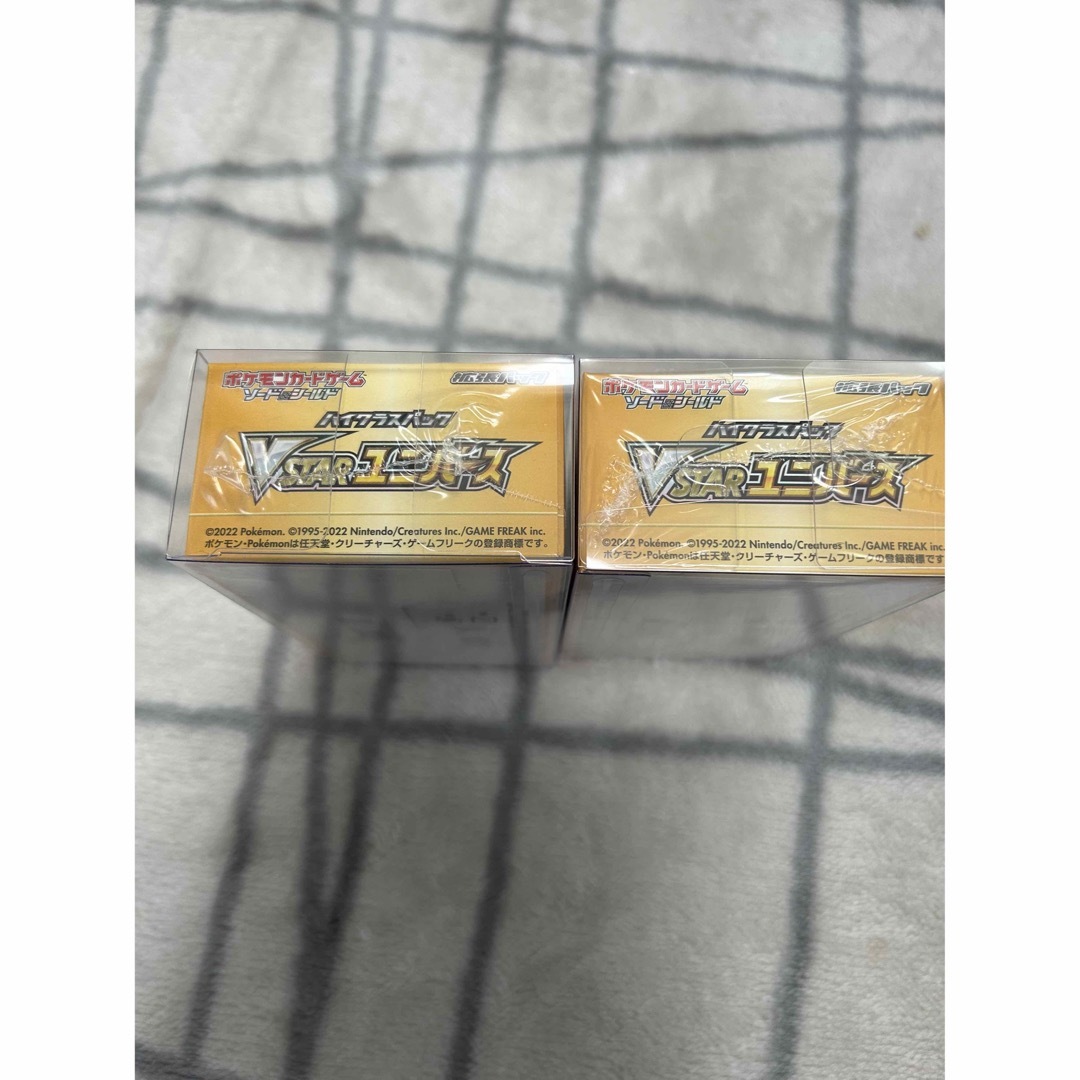 ポケモンカードゲーム
ソード&シールド
拡張パック
ハイクラスパック
VSTARユニバース
©2022 Pokémon. ©1995-2022 Nintendo/Creatures Inc./GAME FREAK inc.
ポケモン・Pokémonは任天堂・クリーチャーズ・ゲームフリークの登録商標です。
ポケモンカードゲーム
ソード&シールド
拡張パック
ハイクラスパック
VSTARユニバース
©2022 Pokémon. ©1995-2022 Nintendo/Creatures Inc./GAME FREAK inc.
ポケモン・Pokémonは任天堂・クリーチャーズ・ゲームフリークの登録商標です